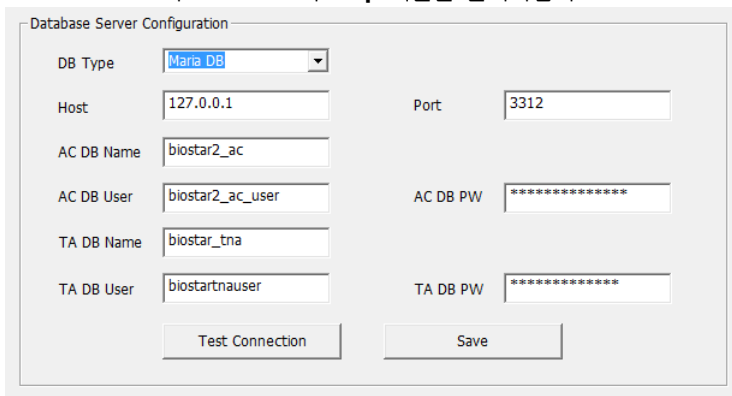 Database Server Configuration
DB Type Maria DB
Host 127.0.0.1 Port 3312
AC DB Name biostar2_ac
AC DB User biostar2_ac_user AC DB PW **************
TA DB Name biostar_tna
TA DB User biostartnauser TA DB PW *************
Test Connection Save